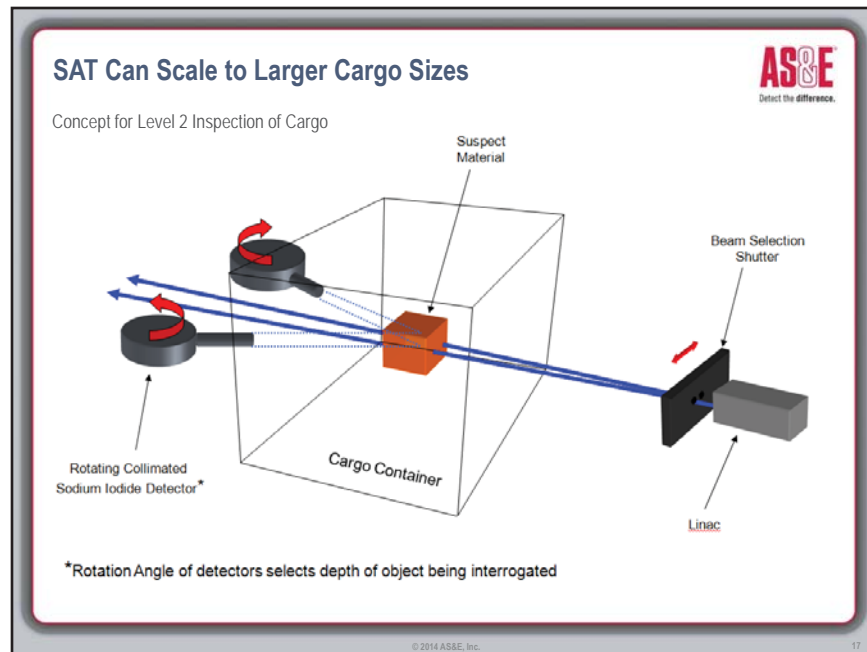 SAT Can Scale to Larger Cargo Sizes
AS&E
Detect the difference.
Concept for Level 2 Inspection of Cargo
Suspect
Material
Beam Selection
Shutter
Rotating Collimated
Sodium Iodide Detector*
Cargo Container
Linac
*Rotation Angle of detectors selects depth of object being interrogated
© 2014 AS&E, Inc.
17